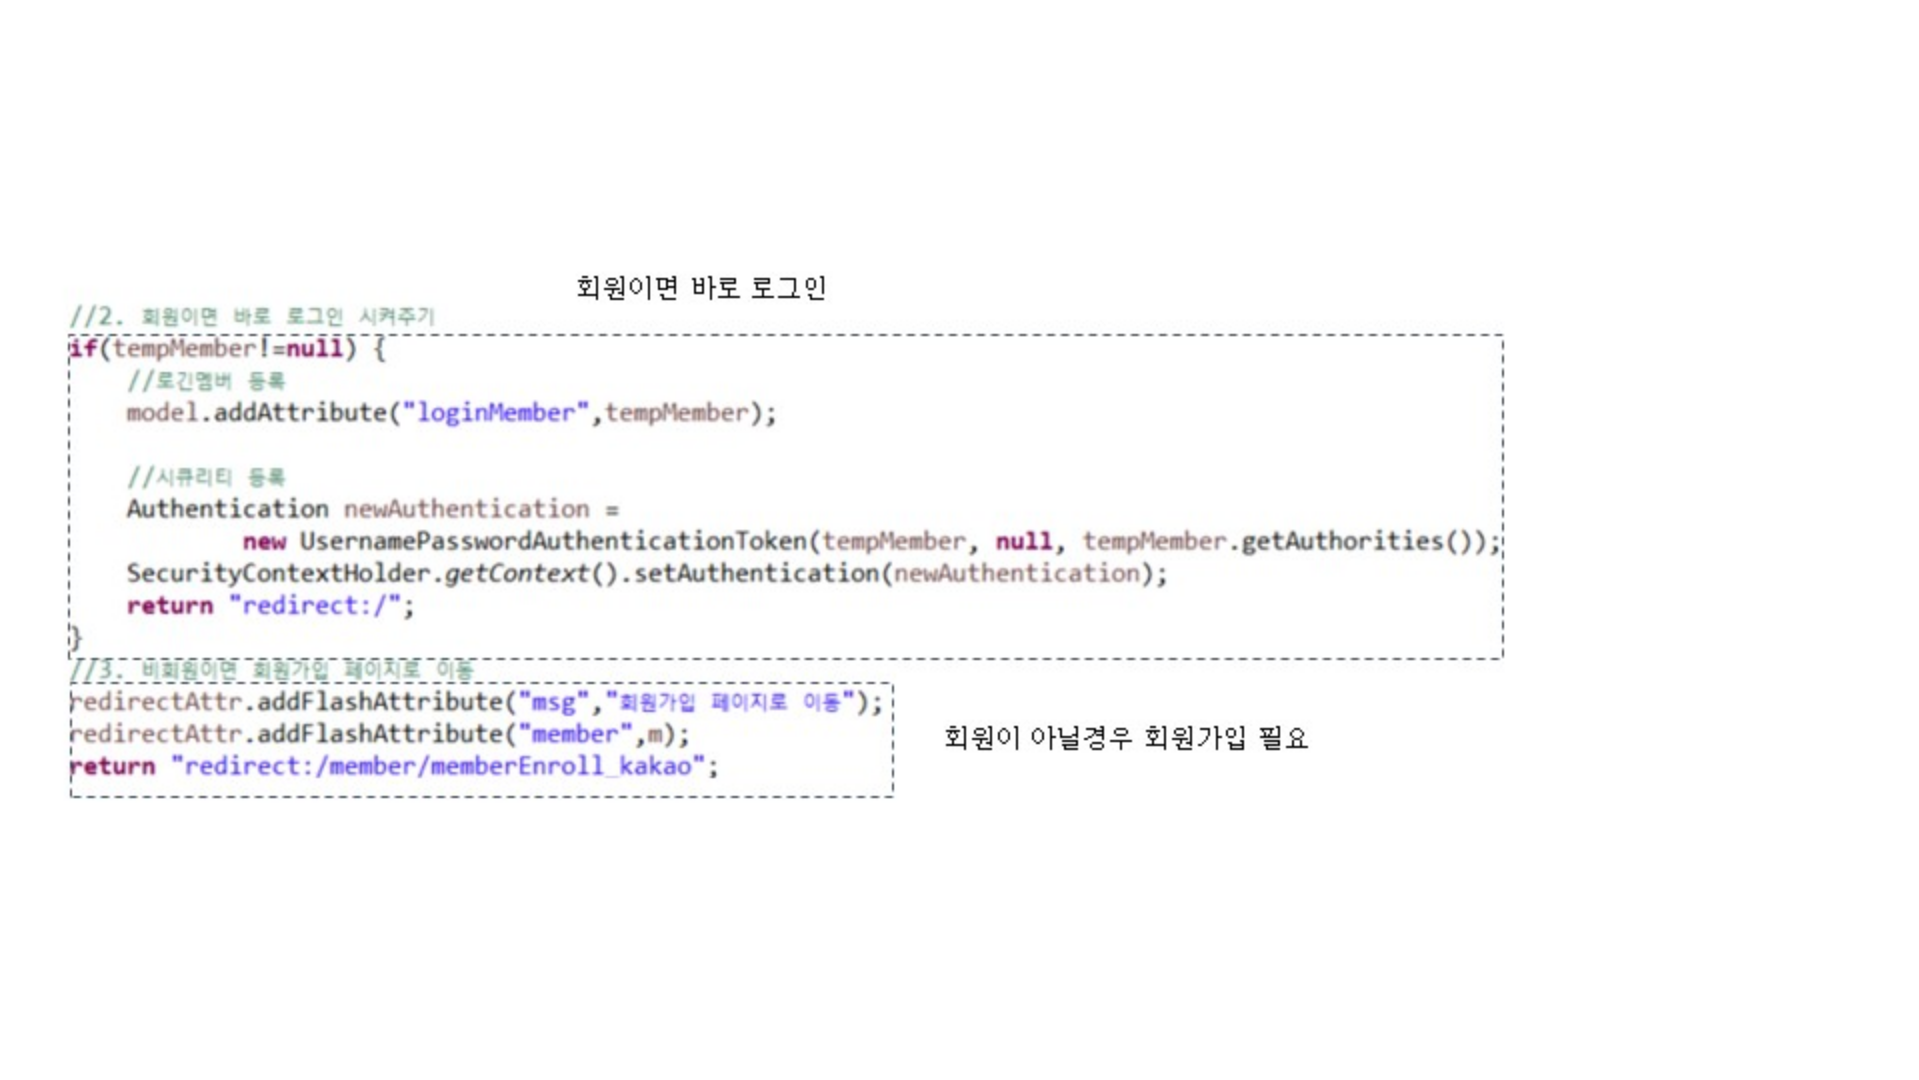 회원이면 바로 로그인
//2. 회원이면 바로 로그인 시켜주기
if(tempMember!=null) {
//로긴멤버 등록
model.addAttribute("loginMember",tempMember);
//시큐리티 등록
Authentication newAuthentication =
new UsernamePasswordAuthenticationToken(tempMember, null, tempMember.getAuthorities());
SecurityContextHolder.getContext().setAuthentication(newAuthentication);
return "redirect:/";
}
//3. 비회원이면 회원가입 페이지로 이동
redirectAttr.addFlashAttribute("msg","회원가입 페이지로 이동");
redirectAttr.addFlashAttribute("member",m);
회원이 아닐경우 회원가입 필요
return "redirect:/member/memberEnroll_kakao";